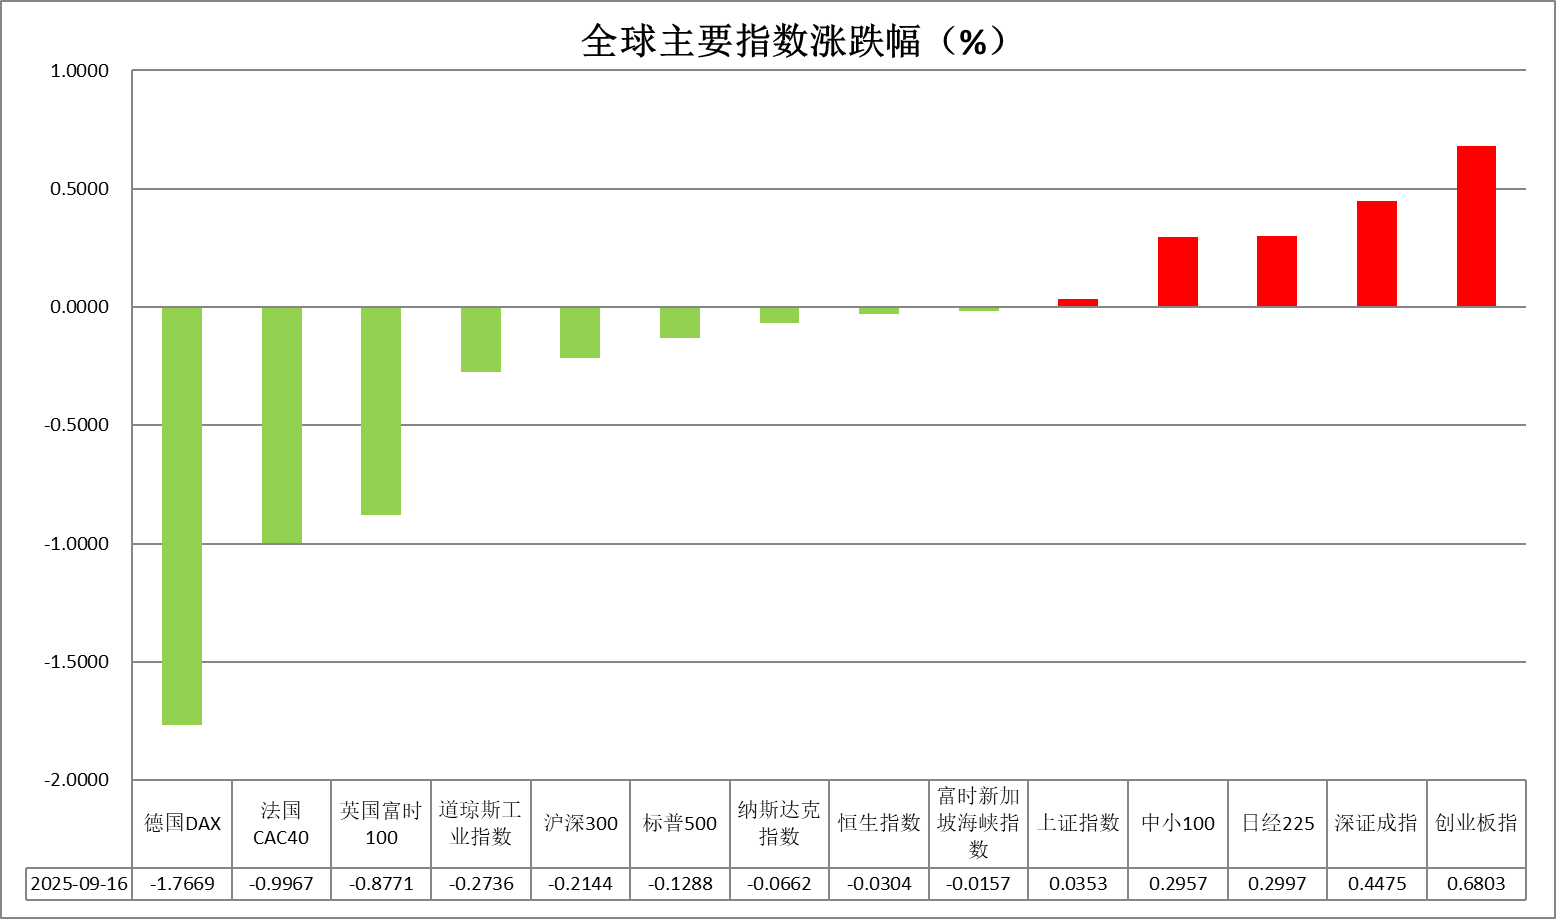 全球主要指数涨跌幅（%）
1.0000
0.5000
0.0000
-0.5000
-1.0000
-1.5000
-2.0000
德国DAX
法国
CAC40
英国富时
100
道琼斯工
业指数
沪深300
标普500
纳斯达克
指数
恒生指数
富时新加
坡海峡指
数
上证指数
中小100
日经225
深证成指
创业板指
2025-09-16 -1.7669 -0.9967 -0.8771 -0.2736 -0.2144 -0.1288 -0.0662 -0.0304 -0.0157 0.0353 0.2957 0.2997 0.4475 0.6803